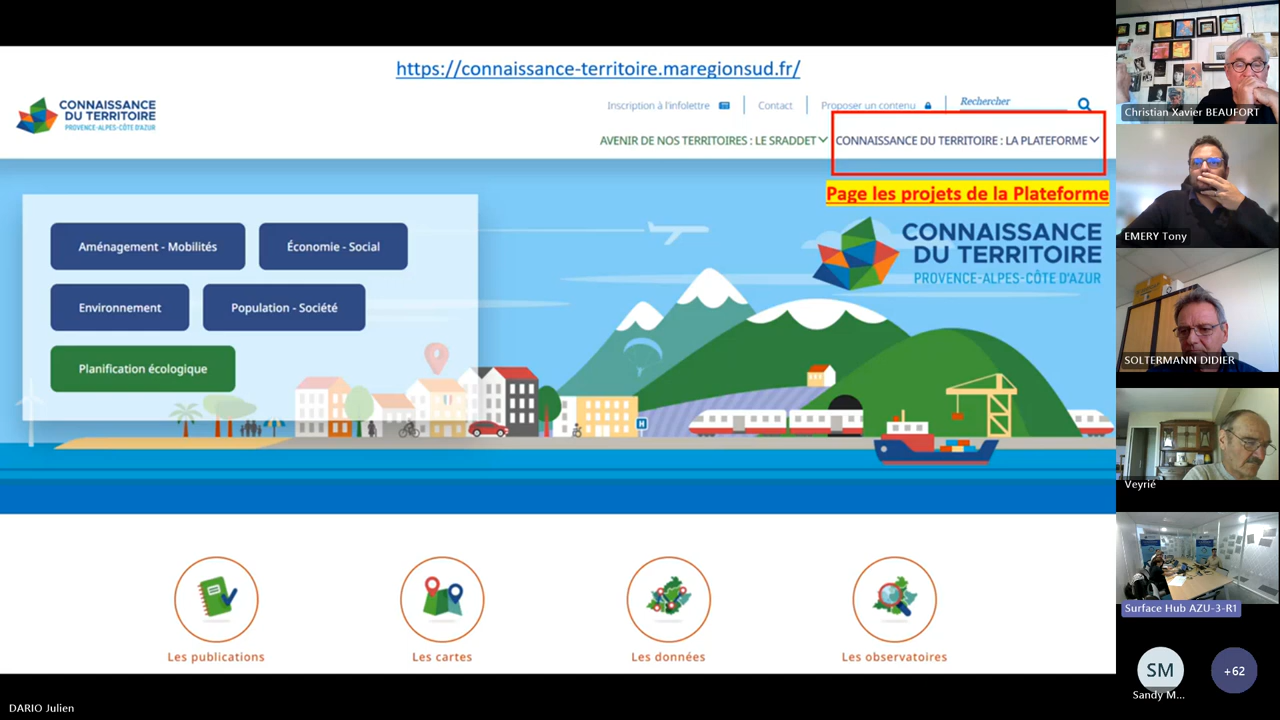 https://connaissance-territoire.maregionsud.fr/
CONNAISSANCE
DU TERRITOIRE
PROVENCE-ALPES-CÔTE D'AZUR
Inscription à l'infolettre
Contact
Proposer un contenu
Rechercher
AVENIR DE NOS TERRITOIRES : LE SRADDET
CONNAISSANCE DU TERRITOIRE : LA PLATEFORME
Page les projets de la Plateforme
CONNAISSANCE
DU TERRITOIRE
PROVENCE-ALPES-CÔTE D'AZUR
Aménagement - Mobilités
Économie - Social
Environnement
Population - Société
Planification écologique
H
Les publications
Les cartes
Les données
Les observatoires
DARIO Julien
Christian Xavier BEAUFORT
EMERY Tony
SOLTERMANN DIDIER
Veyrié
Surface Hub AZU-3-R1
SM
+62
Sandy M...